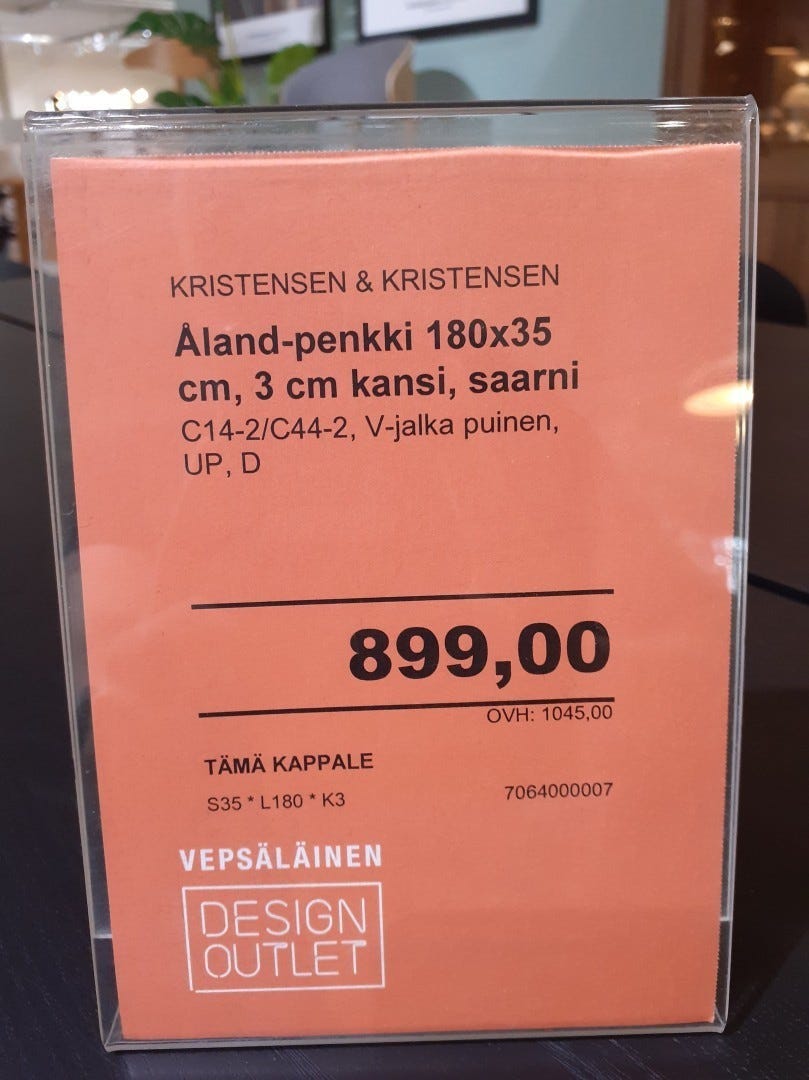 KRISTENSEN & KRISTENSEN
Åland-penkki 180x35
cm, 3 cm kansi, saarni
C14-2/C44-2, V-jalka puinen,
UP, D
899,00
OVH: 1045,00
TÄMÄ KAPPALE
S35 * L180 * K3 7064000007
VEPSÄLÄINEN
DESIGN
OUTLET